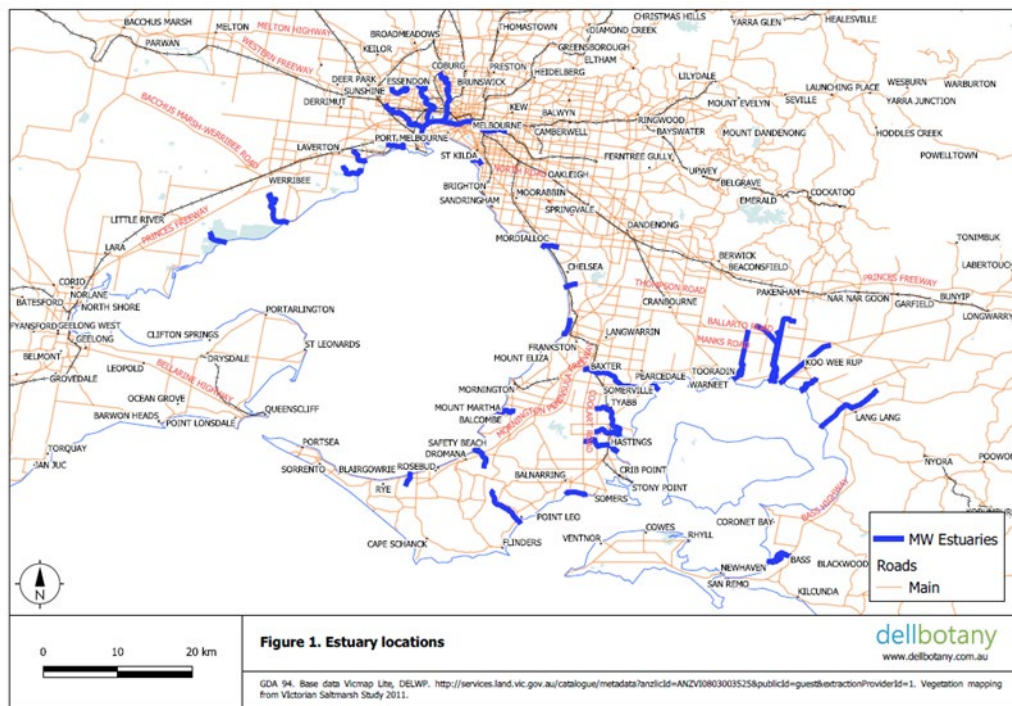 CHRISTMAS HILLS
YARRA GLEN
HEALESVILLE
BACCHUS MARSH
MELTON
MELTON HIGHWAY
THOMASTOWN
DIAMOND CREEK
BROADMEADOWS
PARWAN
WESTERN FREEWAY
KEILOR
GREENSBOROUGH
ELTHAM
COBURG
PRESTON
HEIDELBERG
LILYDALE
WESBURN
WARBURTON
DEER PARK
ESSENDON
BRUNSWICK
LAUNCHING PLACE
SUNSHINE
SEVILLE
YARRA JUNCTION
DERRIMUT
KEW
MOUNT EVELYN
BACCHUS MARSH-WERRIBEE ROAD
BALWYN
RINGWOOD
MELBOURNE
CAMBERWELL
BAYSWATER
MOUNT DANDENONG
HODDLES CREEK
PORT MELBOURNE
LAVERTON
ST KILDA
FERNTREE GULLY
POWELLTOWN
NORTH ROAD
OAKLEIGH
UPWEY
WERRIBEE
BRIGHTON
MOORABBIN
BELGRAVE
COCKATOO
SANDRINGHAM
SPRINGVALE
EMERALD
LITTLE RIVER
PRINCES FREEWAY
DANDENONG
MORDIALLOC
TONIMBUK
LARA
BERWICK
BEACONSFIELD
LABERTOUCH
CHELSEA
CORIO
THOMPSON ROAD
PRINCES FREEWAY
NORLANE
PAKENHAM
NAR NAR GOON
BUNYIP
BATESFORD
NORTH SHORE
CRANBOURNE
GARFIELD
PORTARLINGTON
LONGWARRY
FYANSFORD
GEELONG WEST
CLIFTON SPRINGS
LANGWARRIN
BALLARTO ROAD
GEELONG
ST LEONARDS
FRANKSTON
MANKS ROAD
BELMONT
DRYSDALE
MOUNT ELIZA
KOO WEE RUP
LEOPOLD
BAXTER
PEARCEDALE
TOORADIN
GROVEDALE
BELLARINE HIGHWAY
MORNINGTON
SOMERVILLE
WARNEET
OCEAN GROVE
MORNINGTON PENINSULA FREEWAY
TYABB
QUEENSCLIFF
MOUNT MARTHA
BARWON HEADS
BALCOMBE
LANG LANG
POINT LONSDALE
HASTINGS
PORTSEA
SAFETY BEACH
TORQUAY
DROMANA
JAN JUC
SORRENTO
BLAIRGOWRIE
ROSEBUD
BALNARRING
CRIB POINT
NYORA
RYE
STONY POINT
SOMERS
BASS HIGHWAY
POINT LEO
COWES
CORONET BAY
CAPE SCHANCK
FLINDERS
VENTNOR
RHYLL
NEWHAVEN
BASS
SAN REMO
KILCUNDA
MW Estuaries
Roads
Main
N
0 10 20 km
Figure 1. Estuary locations
dellbotany
www.dellbotany.com.au
GDA 94. Base data Vicmap Lite, DELWP. http://services.land.vic.gov.au/catalogue/metadata?anzlicId=ANZVI0803003525&publicId=guest&extractionProviderId=1. Vegetation mapping
from Victorian Saltmarsh Study 2011.